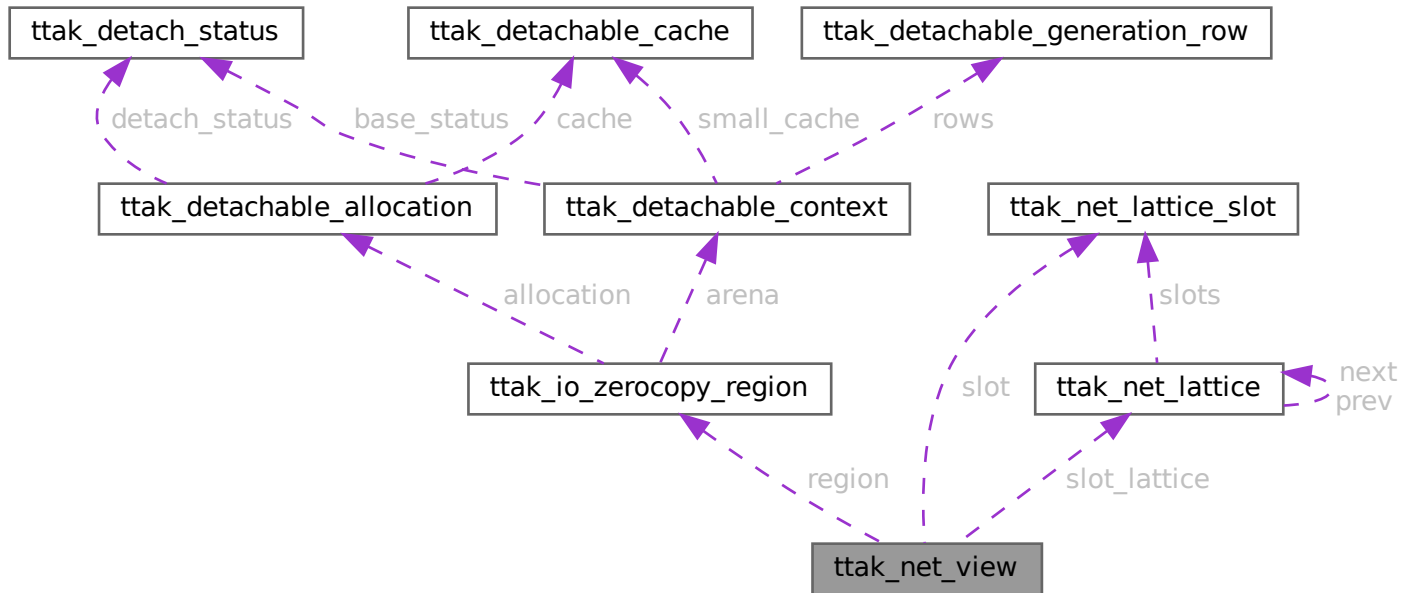 ttak_detach_status
ttak_detachable_cache
ttak_detachable_generation_row
detach_status
base_status
cache
small_cache
rows
ttak_detachable_allocation
ttak_detachable_context
ttak_net_lattice_slot
allocation
arena
slots
ttak_io_zerocopy_region
slot
ttak_net_lattice
next
prev
region
slot_lattice
ttak_net_view